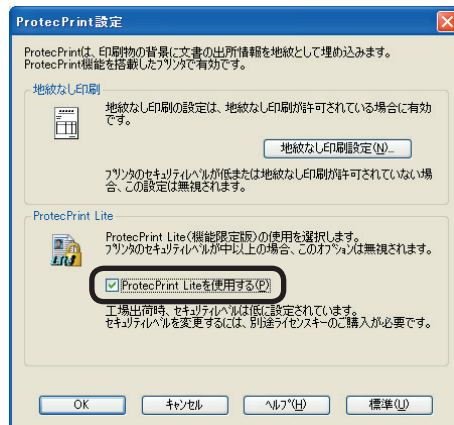 ProtecPrint設定
ProtecPrintは、印刷物の背景に文書の出所情報を地紋として埋め込みます。
ProtecPrint機能を搭載したプリンタで有効です。
地紋なし印刷
地紋なし印刷の設定は、地紋なし印刷が許可されている場合に有効
です。
地紋なし印刷設定(N)...
プリンタのセキュリティレベルが低または地紋なし印刷が許可されていない場
合、この設定は無視されます。
ProtecPrint Lite
ProtecPrint Lite(機能限定版)の使用を選択します。
プリンタのセキュリティレベルが中以上の場合、このオプションは無視されます。
Lite
ProtecPrint Liteを使用する(P)
工場出荷時、セキュリティレベルは低に設定されています。
セキュリティレベルを変更するには、別途ライセンスキーのご購入が必要です。
OK
キャンセル
ヘルプ(H)
標準(U)